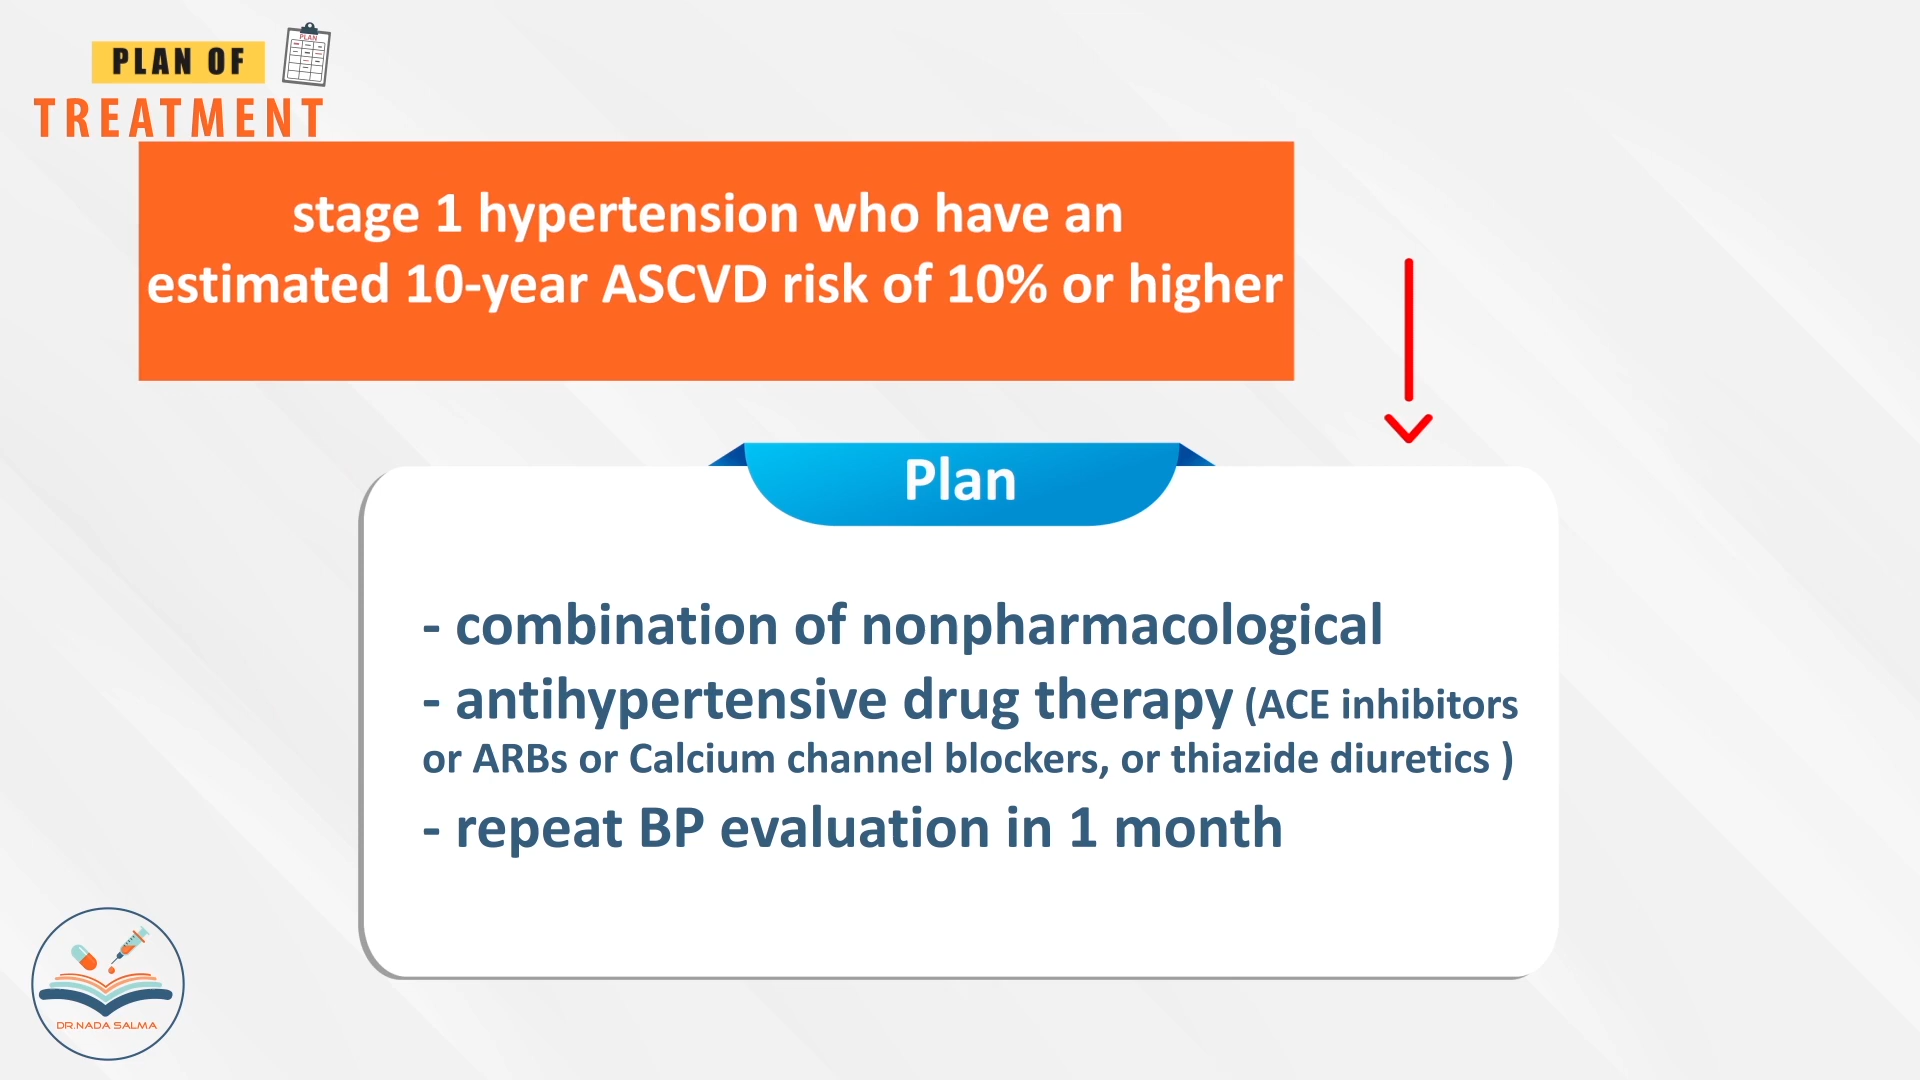 PLAN OF
PLAN
TREATMENT
stage 1 hypertension who have an
estimated 10-year ASCVD risk of 10% or higher
Plan
- combination of nonpharmacological
- antihypertensive drug therapy (ACE inhibitors
or ARBs or Calcium channel blockers, or thiazide diuretics )
- repeat BP evaluation in 1 month
DR.NADA SALMA